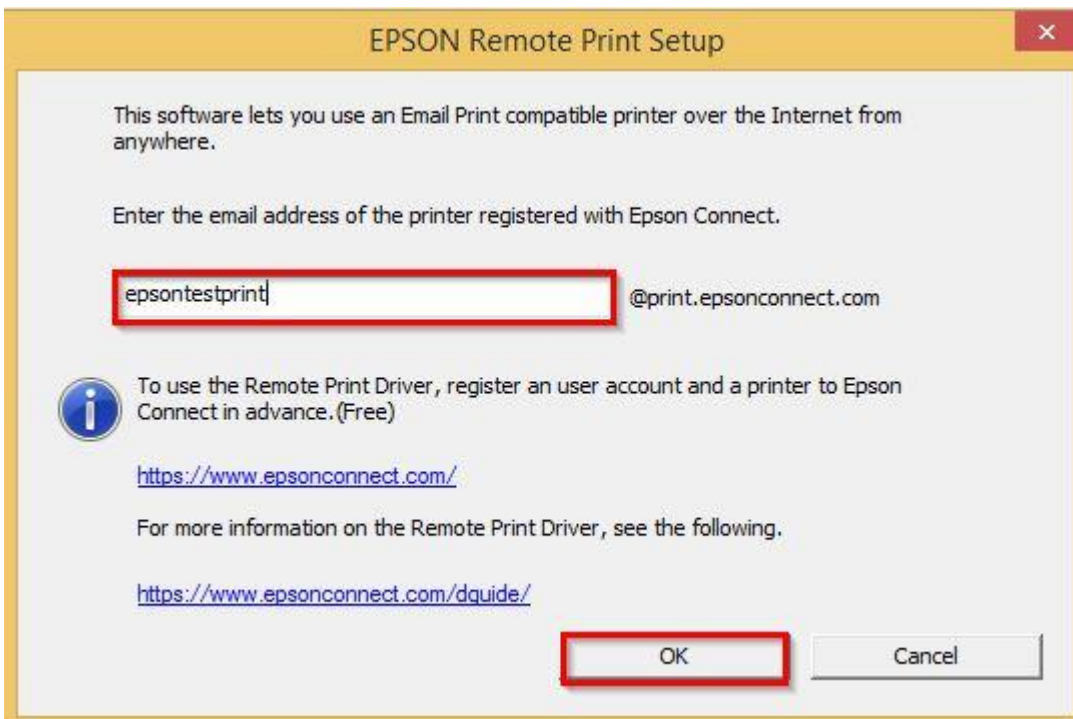 EPSON Remote Print Setup
This software lets you use an Email Print compatible printer over the Internet from
anywhere.
Enter the email address of the printer registered with Epson Connect.
epsontestprint
@print.epsonconnect.com
To use the Remote Print Driver, register an user account and a printer to Epson
Connect in advance.(Free)
https://www.epsonconnect.com/
For more information on the Remote Print Driver, see the following.
https://www.epsonconnect.com/dguide/
OK
Cancel